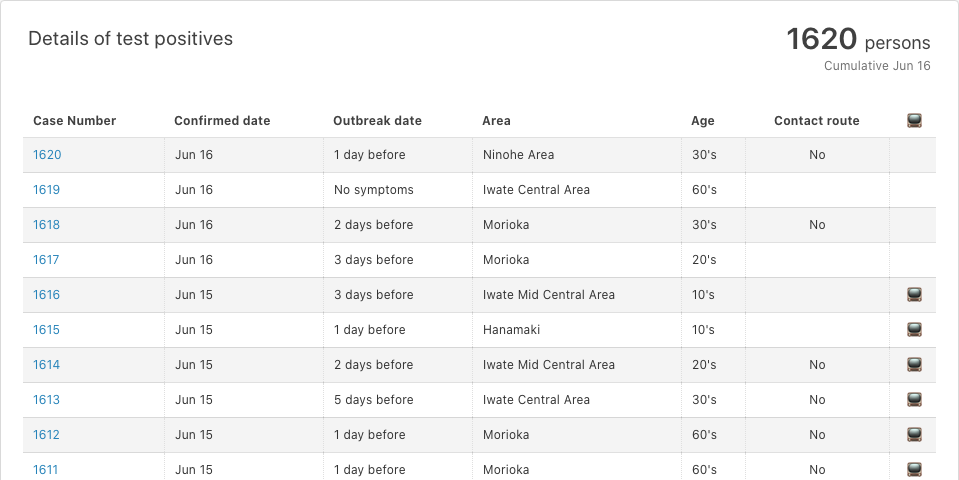 Details of test positives
1620 persons
Cumulative Jun 16
Case Number Confirmed date Outbreak date Area Age Contact route
1620 Jun 16 1 day before Ninohe Area 30's No
1619 Jun 16 No symptoms Iwate Central Area 60's
1618 Jun 16 2 days before Morioka 30's No
1617 Jun 16 3 days before Morioka 20's
1616 Jun 15 3 days before Iwate Mid Central Area 10's
1615 Jun 15 1 day before Hanamaki 10's
1614 Jun 15 2 days before Iwate Mid Central Area 20's No
1613 Jun 15 5 days before Iwate Central Area 30's No
1612 Jun 15 1 day before Morioka 60's No
1611 Jun 15 1 day before Morioka 60's No